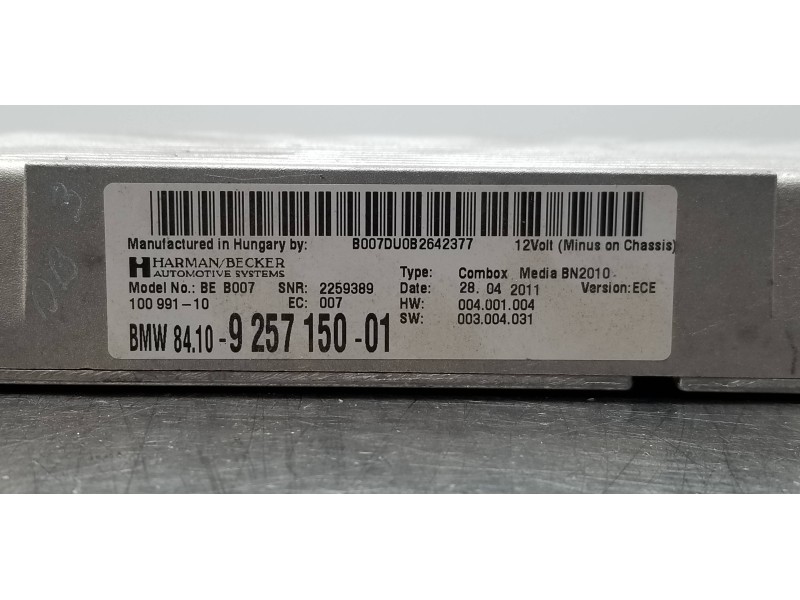 Manufactured in Hungary by: B007DU0B2642377 12Volt (Minus on Chassis)
HARMAN/BECKER
AUTOMOTIVE SYSTEMS
Type: Combox Media BN2010
Model No.: BE B007 SNR: 2259389 Date: 28. 04 2011 Version: ECE
100 991-10 EC: 007 HW: 004.001.004
SW: 003.004.031
BMW 84.10 -9 257 150 -01